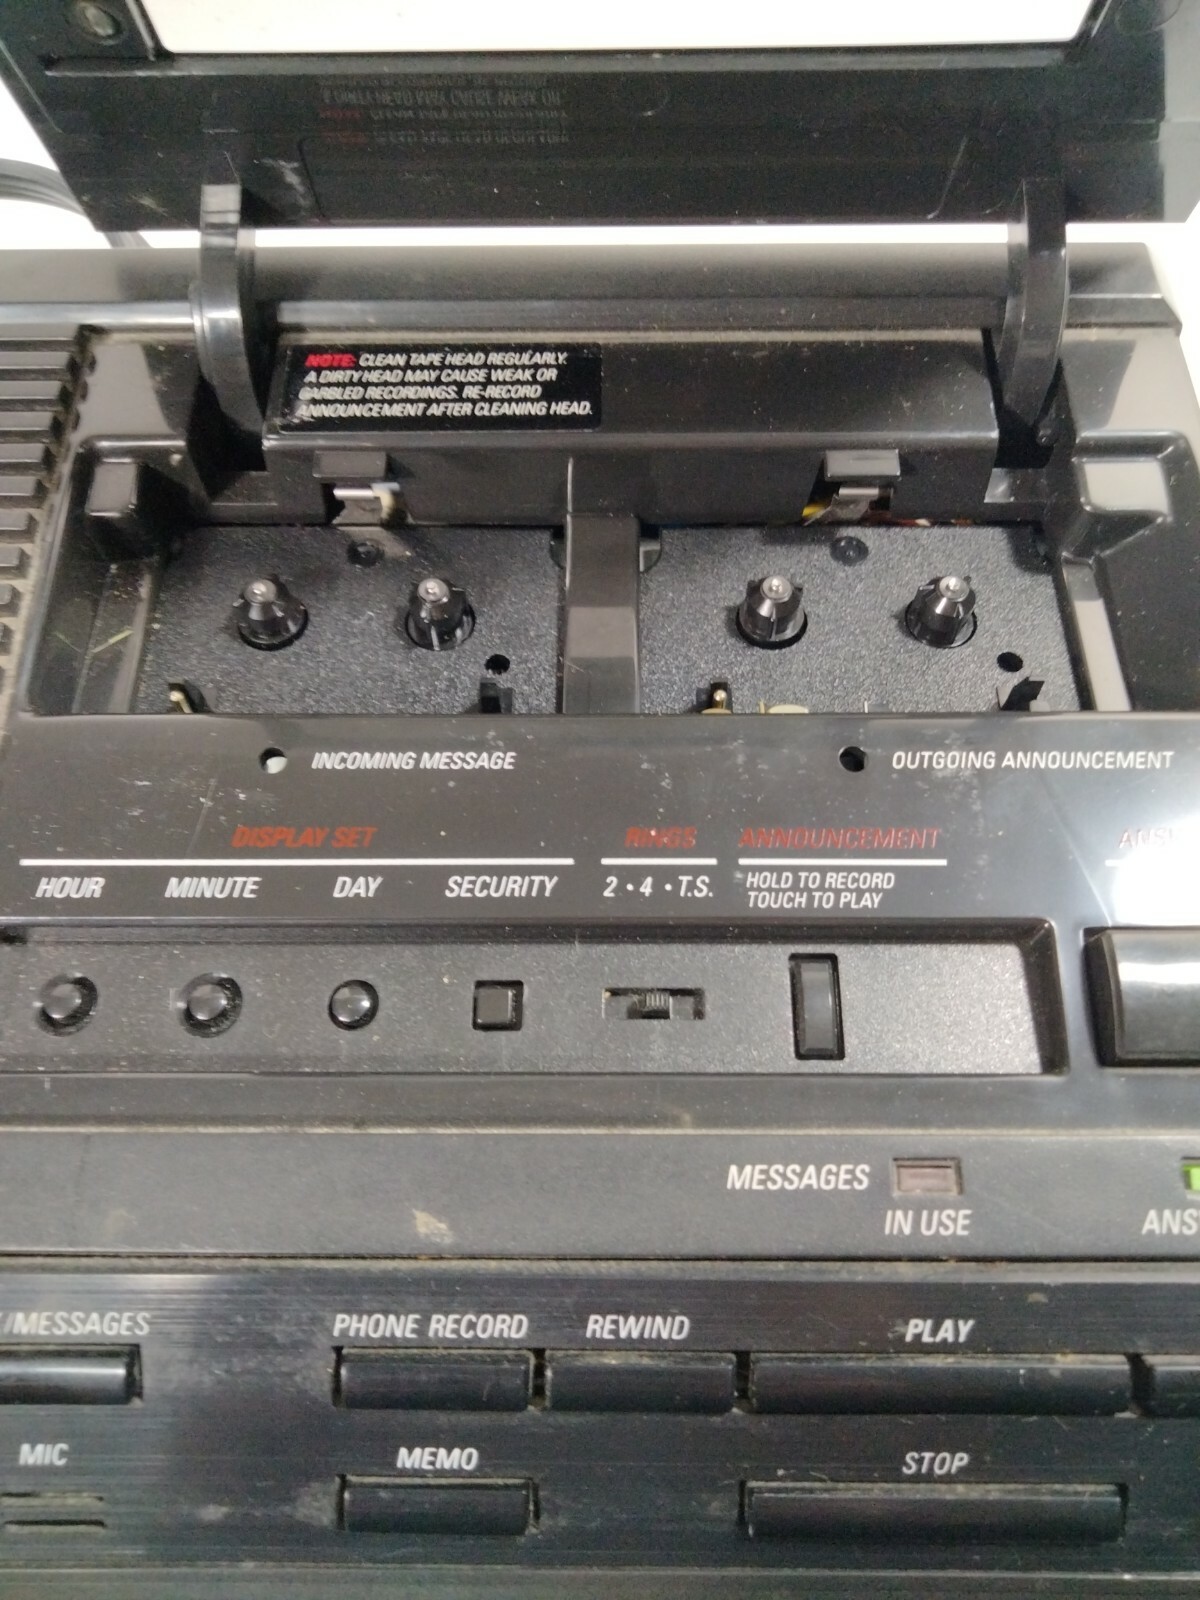 NOTE: CLEAN TAPE HEAD REGULARLY.
A DIRTY HEAD MAY CAUSE WEAK OR
GARBLED RECORDINGS. RE-RECORD
ANNOUNCEMENT AFTER CLEANING HEAD.
INCOMING MESSAGE
OUTGOING ANNOUNCEMENT
DISPLAY SET
RINGS
ANNOUNCEMENT
HOUR
MINUTE
DAY
SECURITY
2 • 4 • T.S.
HOLD TO RECORD
TOUCH TO PLAY
MESSAGES
IN USE
/MESSAGES
PHONE RECORD
REWIND
PLAY
MIC
MEMO
STOP